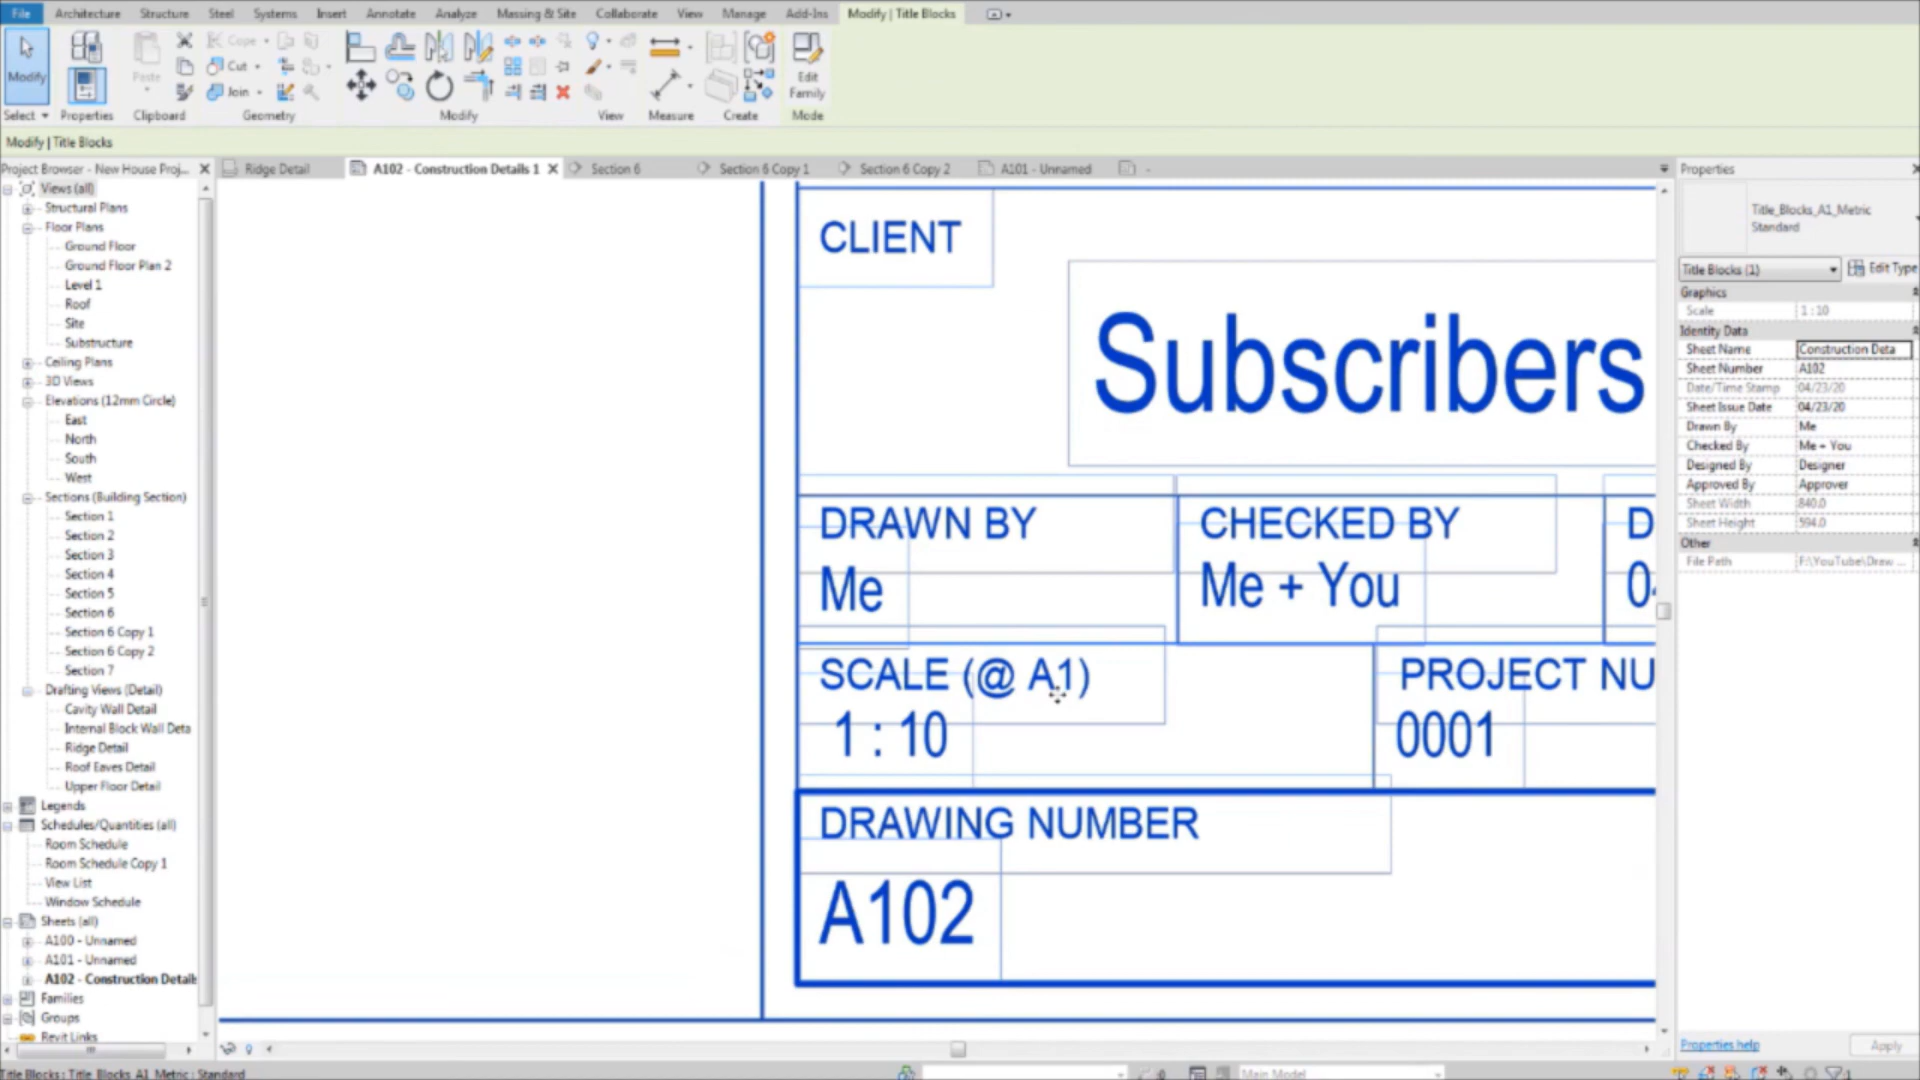 File Architecture Structure Steel Systems Insert Annotate Analyze Massing & Site Collaborate View Manage Add-Ins Modify | Title Blocks
Modify Paste Cope Cut Join Edit Family
Select Properties Clipboard Geometry Modify View Measure Create Mode
Modify | Title Blocks
Project Browser - New House Proj...
Views (all)
Structural Plans
Floor Plans
Ground Floor
Ground Floor Plan 2
Level 1
Roof
Site
Substructure
Ceiling Plans
3D Views
Elevations (12mm Circle)
East
North
South
West
Sections (Building Section)
Section 1
Section 2
Section 3
Section 4
Section 5
Section 6
Section 6 Copy 1
Section 6 Copy 2
Section 7
Drafting Views (Detail)
Cavity Wall Detail
Internal Block Wall Deta
Ridge Detail
Roof Eaves Detail
Upper Floor Detail
Legends
Schedules/Quantities (all)
Room Schedule
Room Schedule Copy 1
View List
Window Schedule
Sheets (all)
A100 - Unnamed
A101 - Unnamed
A102 - Construction Details
Families
Groups
Revit Links
Ridge Detail A102 - Construction Details 1 Section 6 Section 6 Copy 1 Section 6 Copy 2 A101 - Unnamed
CLIENT
Subscribers
DRAWN BY CHECKED BY D
Me Me + You 04
SCALE (@ A1) PROJECT NU
1 : 10 0001
DRAWING NUMBER
A102
Properties
Title_Blocks_A1_Metric
Standard
Title Blocks (1) Edit Type
Graphics
Scale 1 : 10
Identity Data
Sheet Name Construction Deta
Sheet Number A102
Date/Time Stamp 04/23/20
Sheet Issue Date 04/23/20
Drawn By Me
Checked By Me + You
Designed By Designer
Approved By Approver
Sheet Width 840.0
Sheet Height 594.0
Other
File Path F:\YouTube\Draw ...
Properties help Apply
Title Blocks : Title_Blocks_A1_Metric : Standard :0 Main Model :1